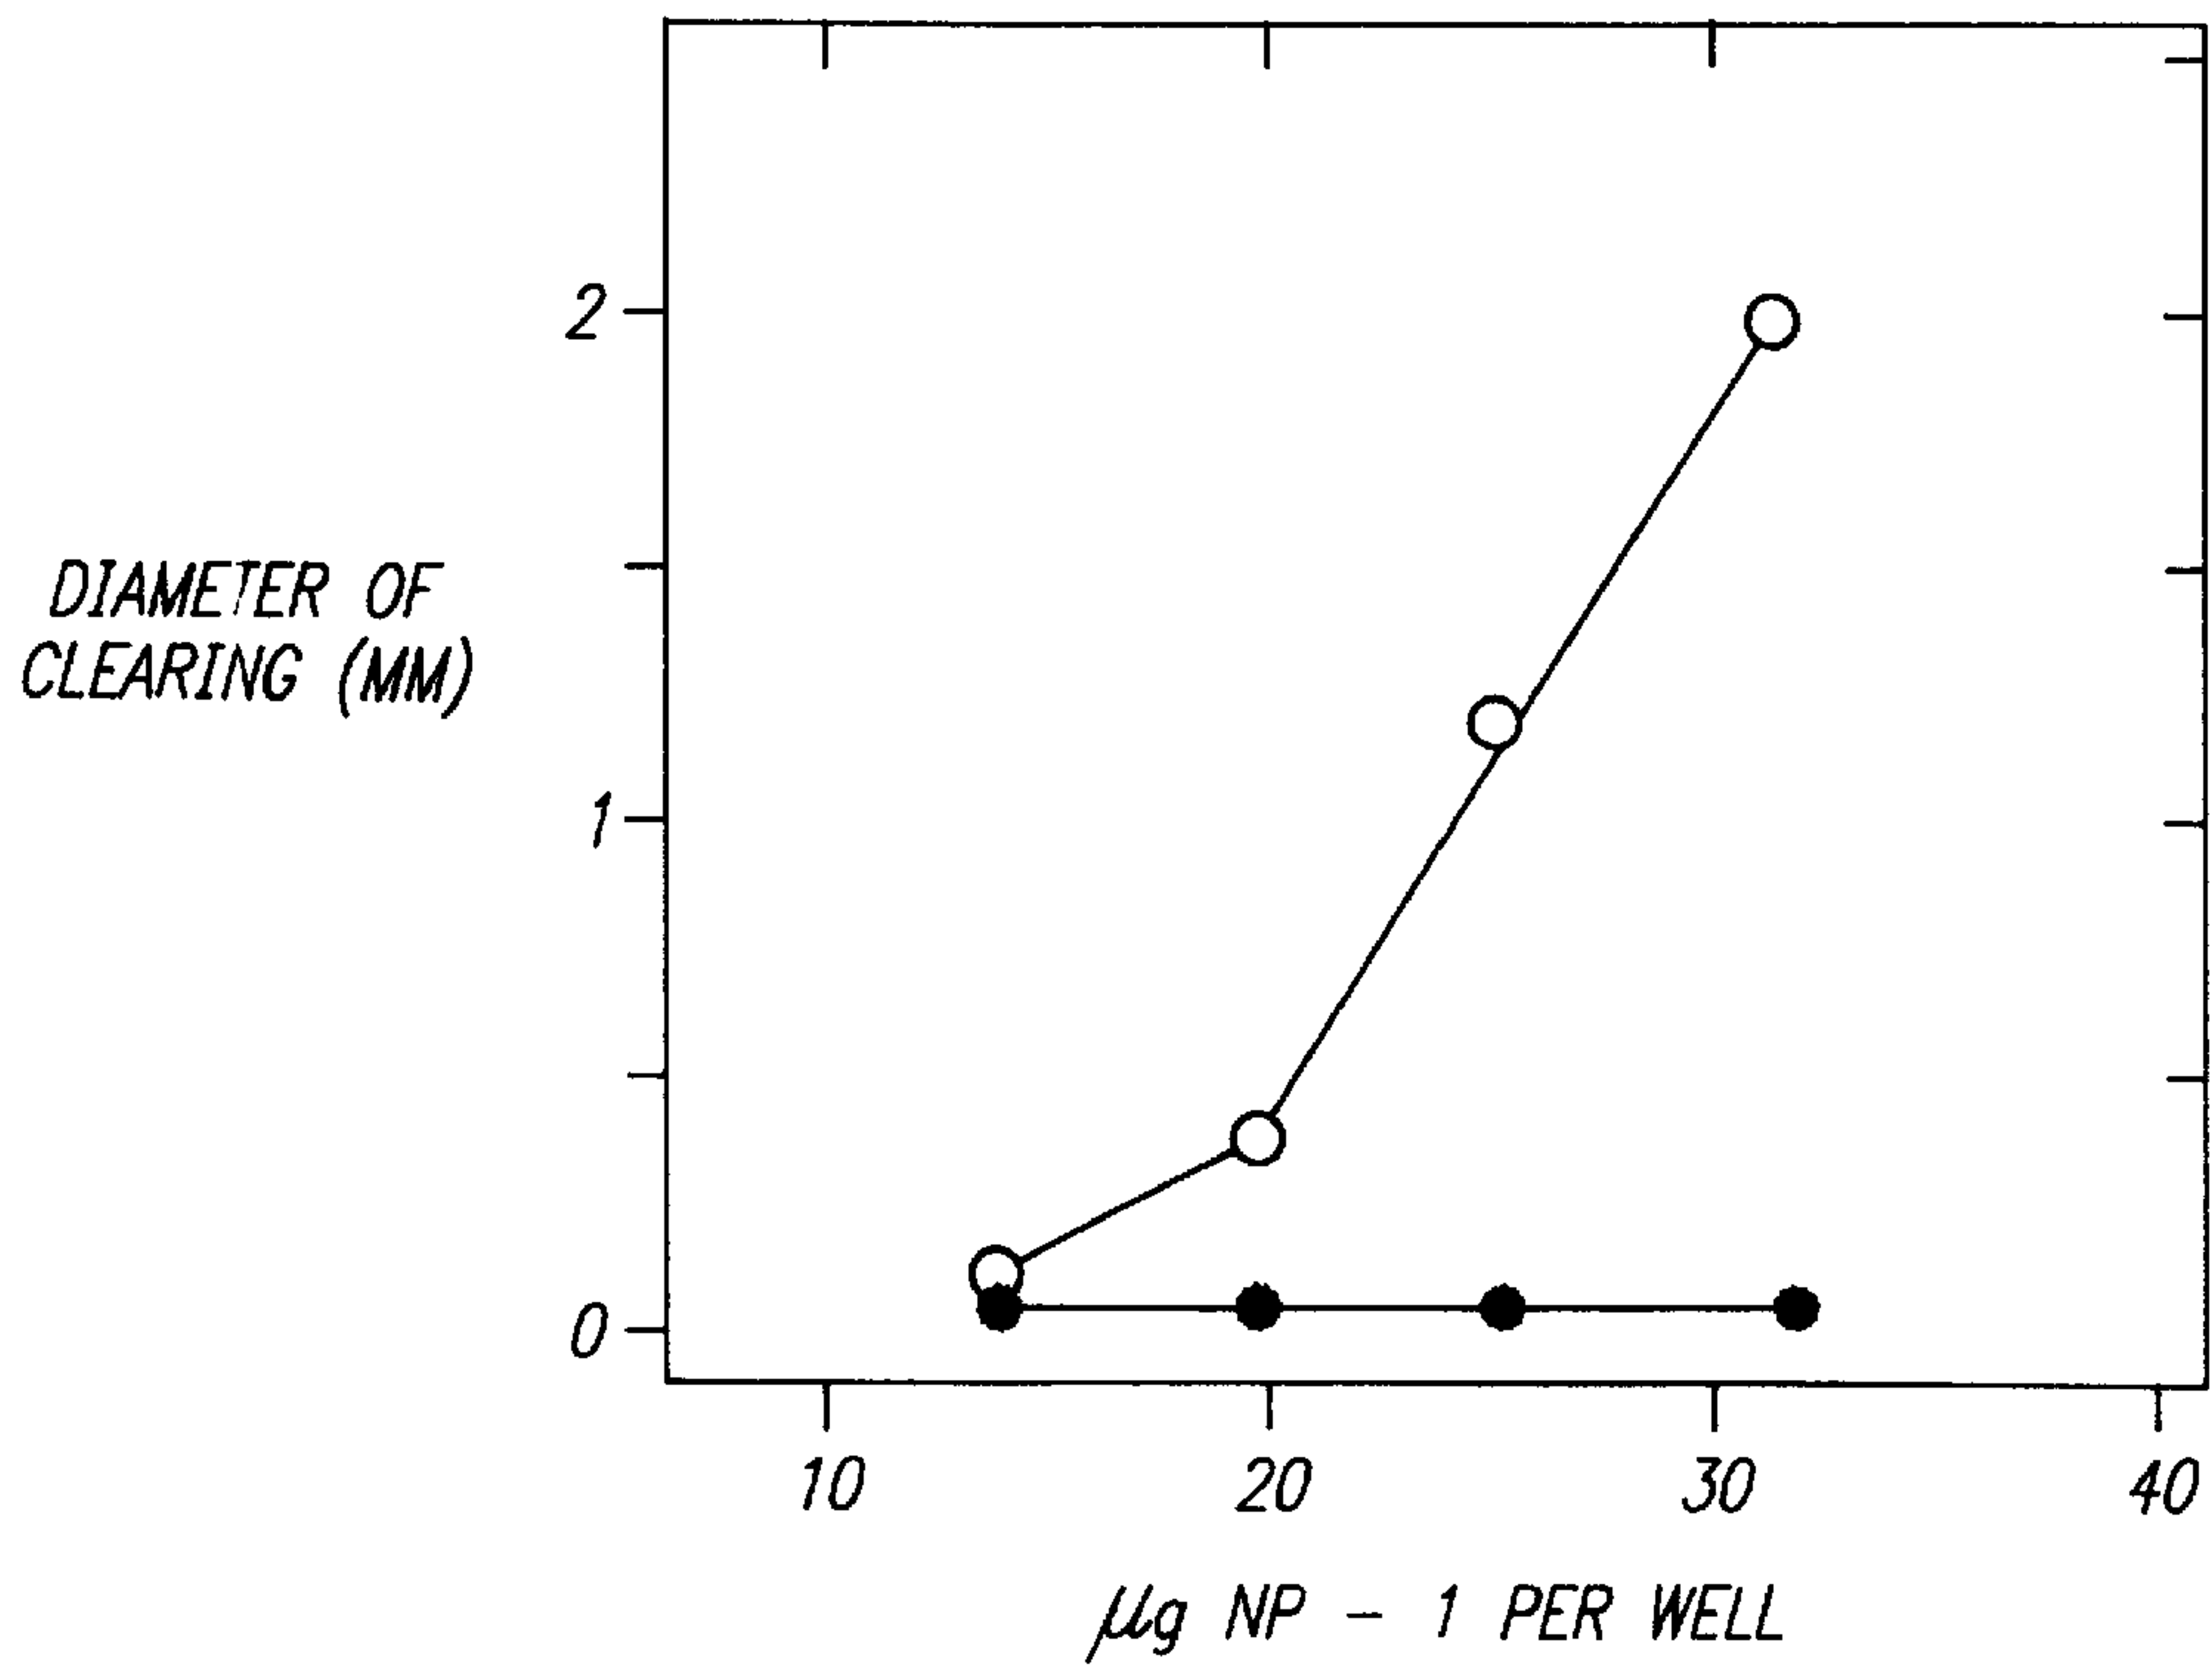 2
DIAMETER OF
CLEARING (MM)
1
0
10 20 30 40
μg NP - 1 PER WELL